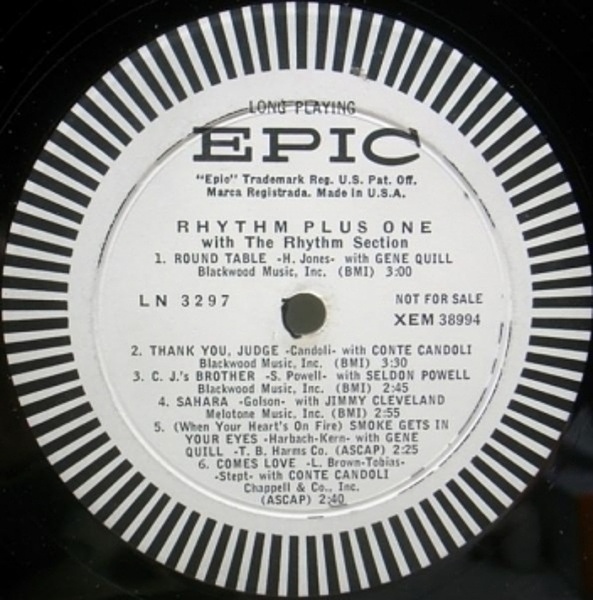 LONG PLAYING
EPIC
"Epic" Trademark Reg. U.S. Pat. Off.
Marca Registrada. Made in U.S.A.
RHYTHM PLUS ONE
with The Rhythm Section
1. ROUND TABLE -H. Jones- with GENE QUILL
Blackwood Music, Inc. (BMI) 3:00
LN 3297
NOT FOR SALE
XEM 38994
2. THANK YOU, JUDGE -Candoli- with CONTE CANDOLI
Blackwood Music, Inc. (BMI) 3:30
3. C. J.'s BROTHER -S. Powell- with SELDON POWELL
Blackwood Music, Inc. (BMI) 2:45
4. SAHARA -Golson- with JIMMY CLEVELAND
Melotone Music, Inc. (BMI) 2:55
5. (When Your Heart's On Fire) SMOKE GETS IN
YOUR EYES -Harbach-Kern- with GENE
QUILL -T. B. Harms Co. (ASCAP) 2:25
6. COMES LOVE -L. Brown-Tobias-
-Stept- with CONTE CANDOLI
Chappell & Co., Inc.
(ASCAP) 2:40